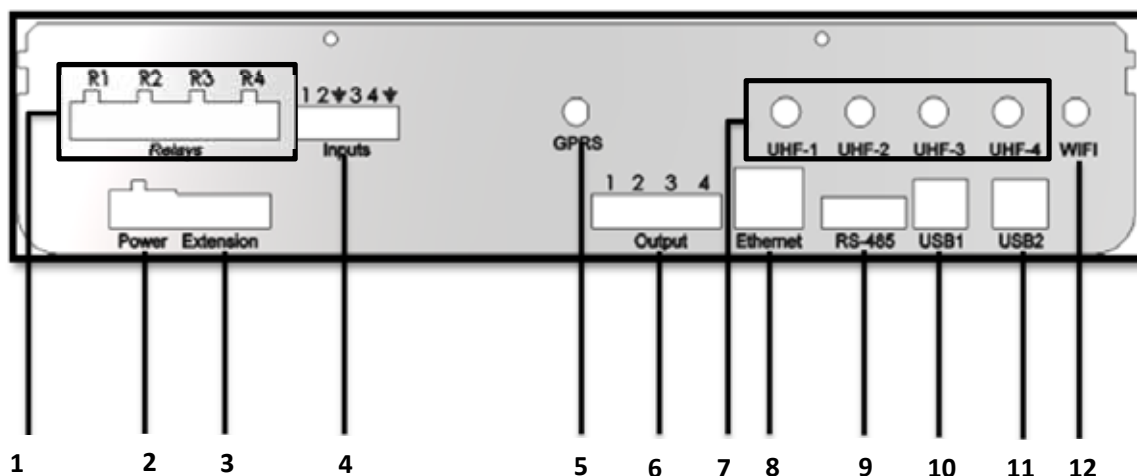 R1 R2 R3 R4
1 2⏚3 4⏚
Relays Inputs
GPRS
UHF-1 UHF-2 UHF-3 UHF-4 WIFI
1 2 3 4
Power Extension Output Ethernet RS-485 USB1 USB2
1 2 3 4 5 6 7 8 9 10 11 12